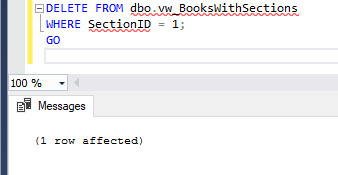 DELETE FROM dbo.vw_BooksWithSections
WHERE SectionID = 1;
GO
100 %
Messages
(1 row affected)